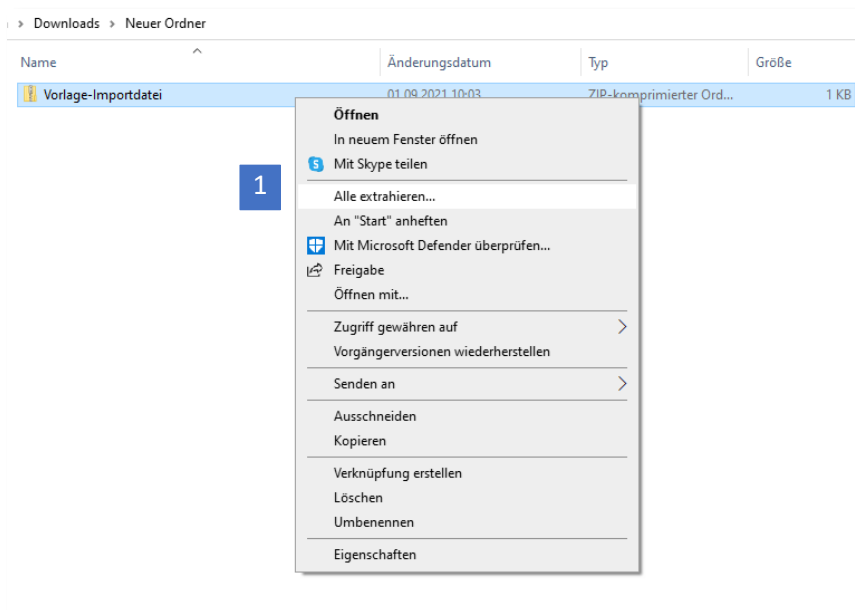 Downloads > Neuer Ordner
Name Änderungsdatum Typ Größe
Vorlage-Importdatei 01.09.2021 10:03 ZIP-komprimierter Ord... 1 KB
Öffnen
In neuem Fenster öffnen
Mit Skype teilen
1
Alle extrahieren...
An "Start" anheften
Mit Microsoft Defender überprüfen...
Freigabe
Öffnen mit...
Zugriff gewähren auf
Vorgängerversionen wiederherstellen
Senden an
Ausschneiden
Kopieren
Verknüpfung erstellen
Löschen
Umbenennen
Eigenschaften